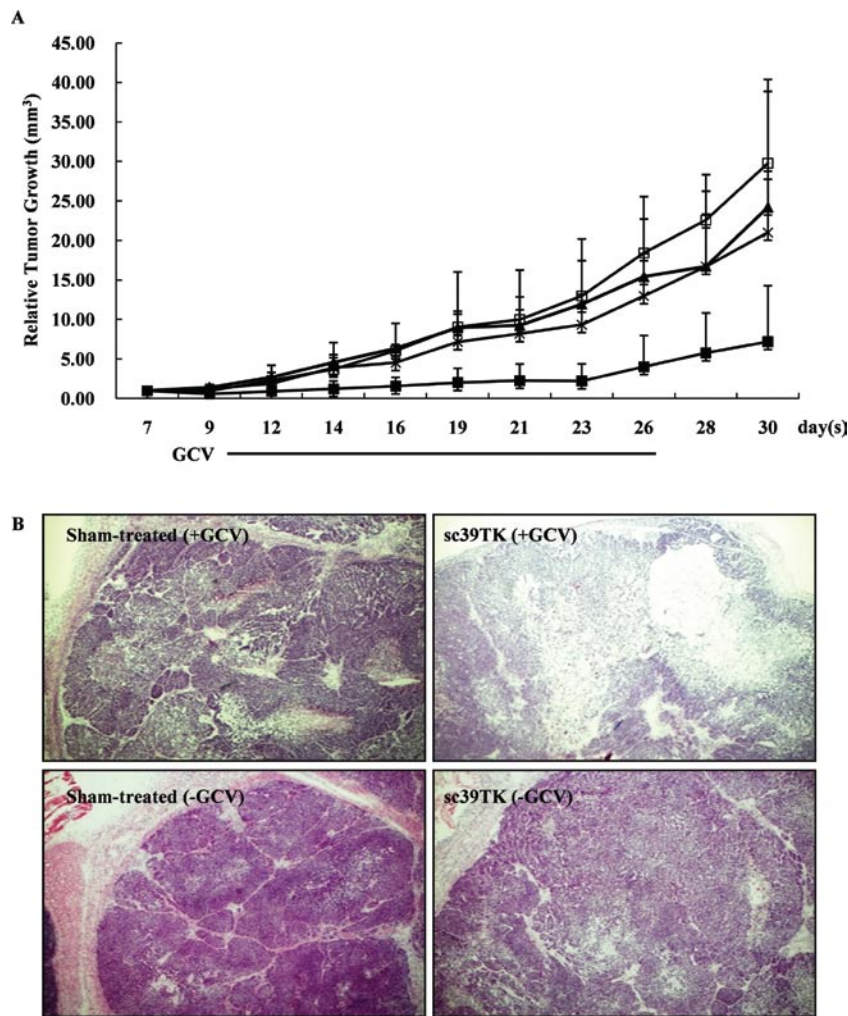 A
45.00
40.00
35.00
30.00
25.00
20.00
15.00
10.00
5.00
0.00
Relative Tumor Growth (mm³)
7 9 12 14 16 19 21 23 26 28 30 day(s)
GCV
B
Sham-treated (+GCV) sc39TK (+GCV)
Sham-treated (-GCV) sc39TK (-GCV)